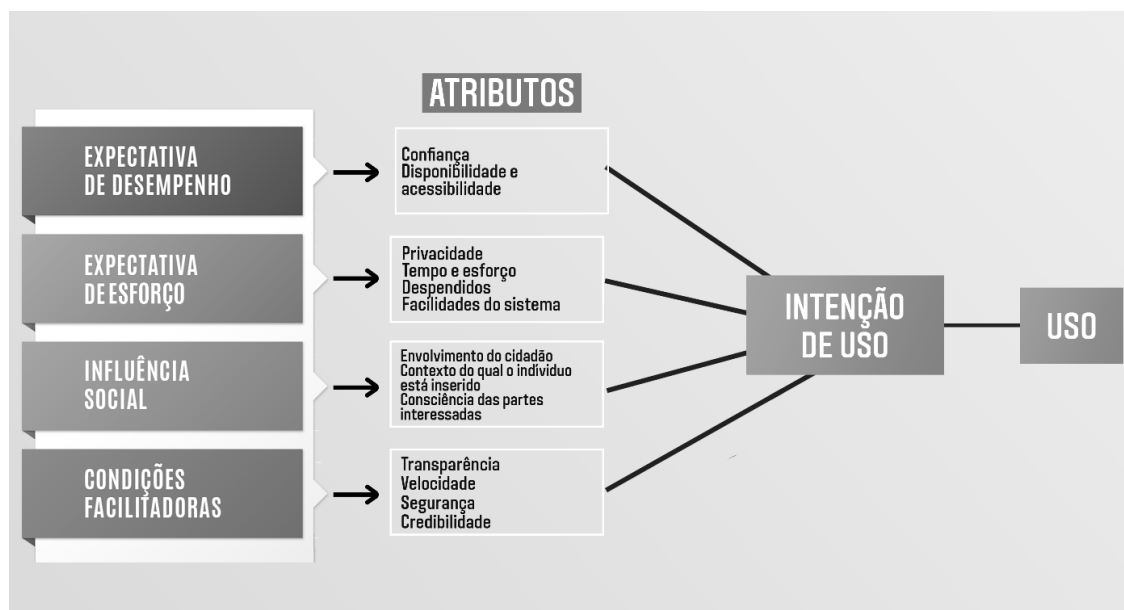 ATRIBUTOS
EXPECTATIVA
DE DESEMPENHO
Confiança
Disponibilidade e
acessibilidade
EXPECTATIVA
DE ESFORÇO
Privacidade
Tempo e esforço
Despendidos
Facilidades do sistema
INFLUÊNCIA
SOCIAL
Envolvimento do cidadão
Contexto do qual o indivíduo
está inserido
Consciência das partes
interessadas
CONDIÇÕES
FACILITADORAS
Transparência
Velocidade
Segurança
Credibilidade
INTENÇÃO
DE USO
USO